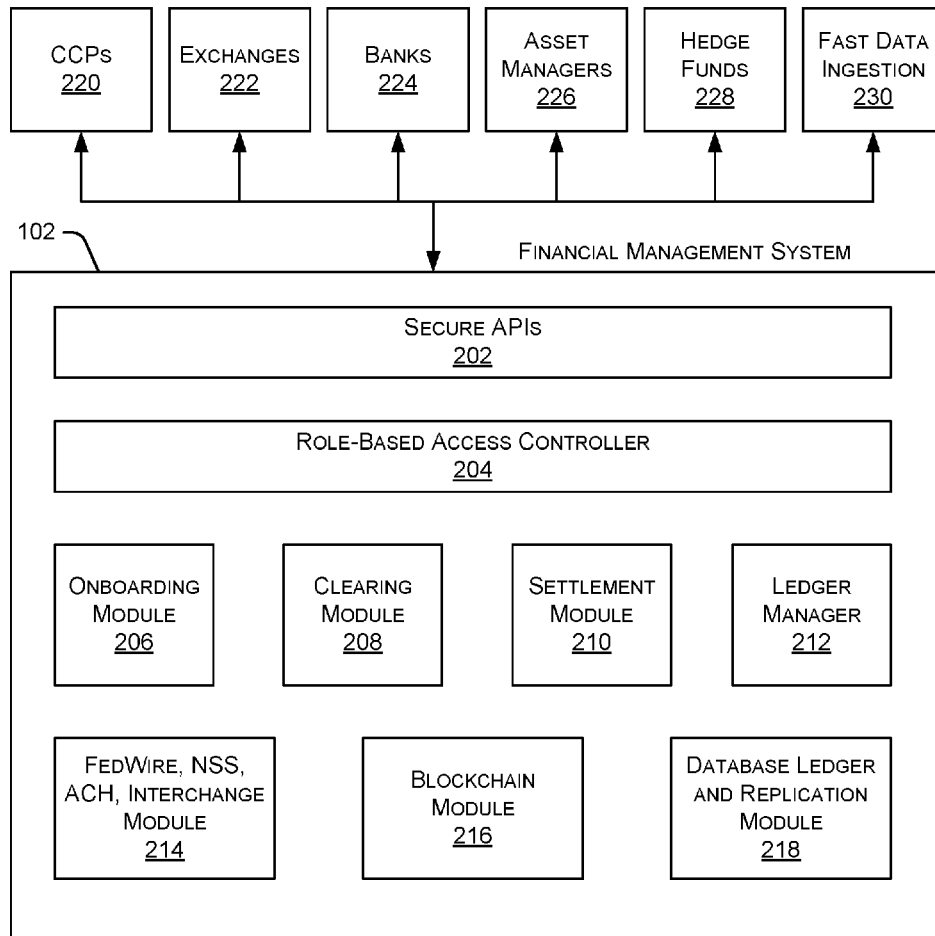 CCPs
220
EXCHANGES
222
BANKS
224
ASSET
MANAGERS
226
HEDGE
FUNDS
228
FAST DATA
INGESTION
230
102
FINANCIAL MANAGEMENT SYSTEM
SECURE APIS
202
ROLE-BASED ACCESS CONTROLLER
204
ONBOARDING
MODULE
206
CLEARING
MODULE
208
SETTLEMENT
MODULE
210
LEDGER
MANAGER
212
FEDWIRE, NSS,
ACH, INTERCHANGE
MODULE
214
BLOCKCHAIN
MODULE
216
DATABASE LEDGER
AND REPLICATION
MODULE
218